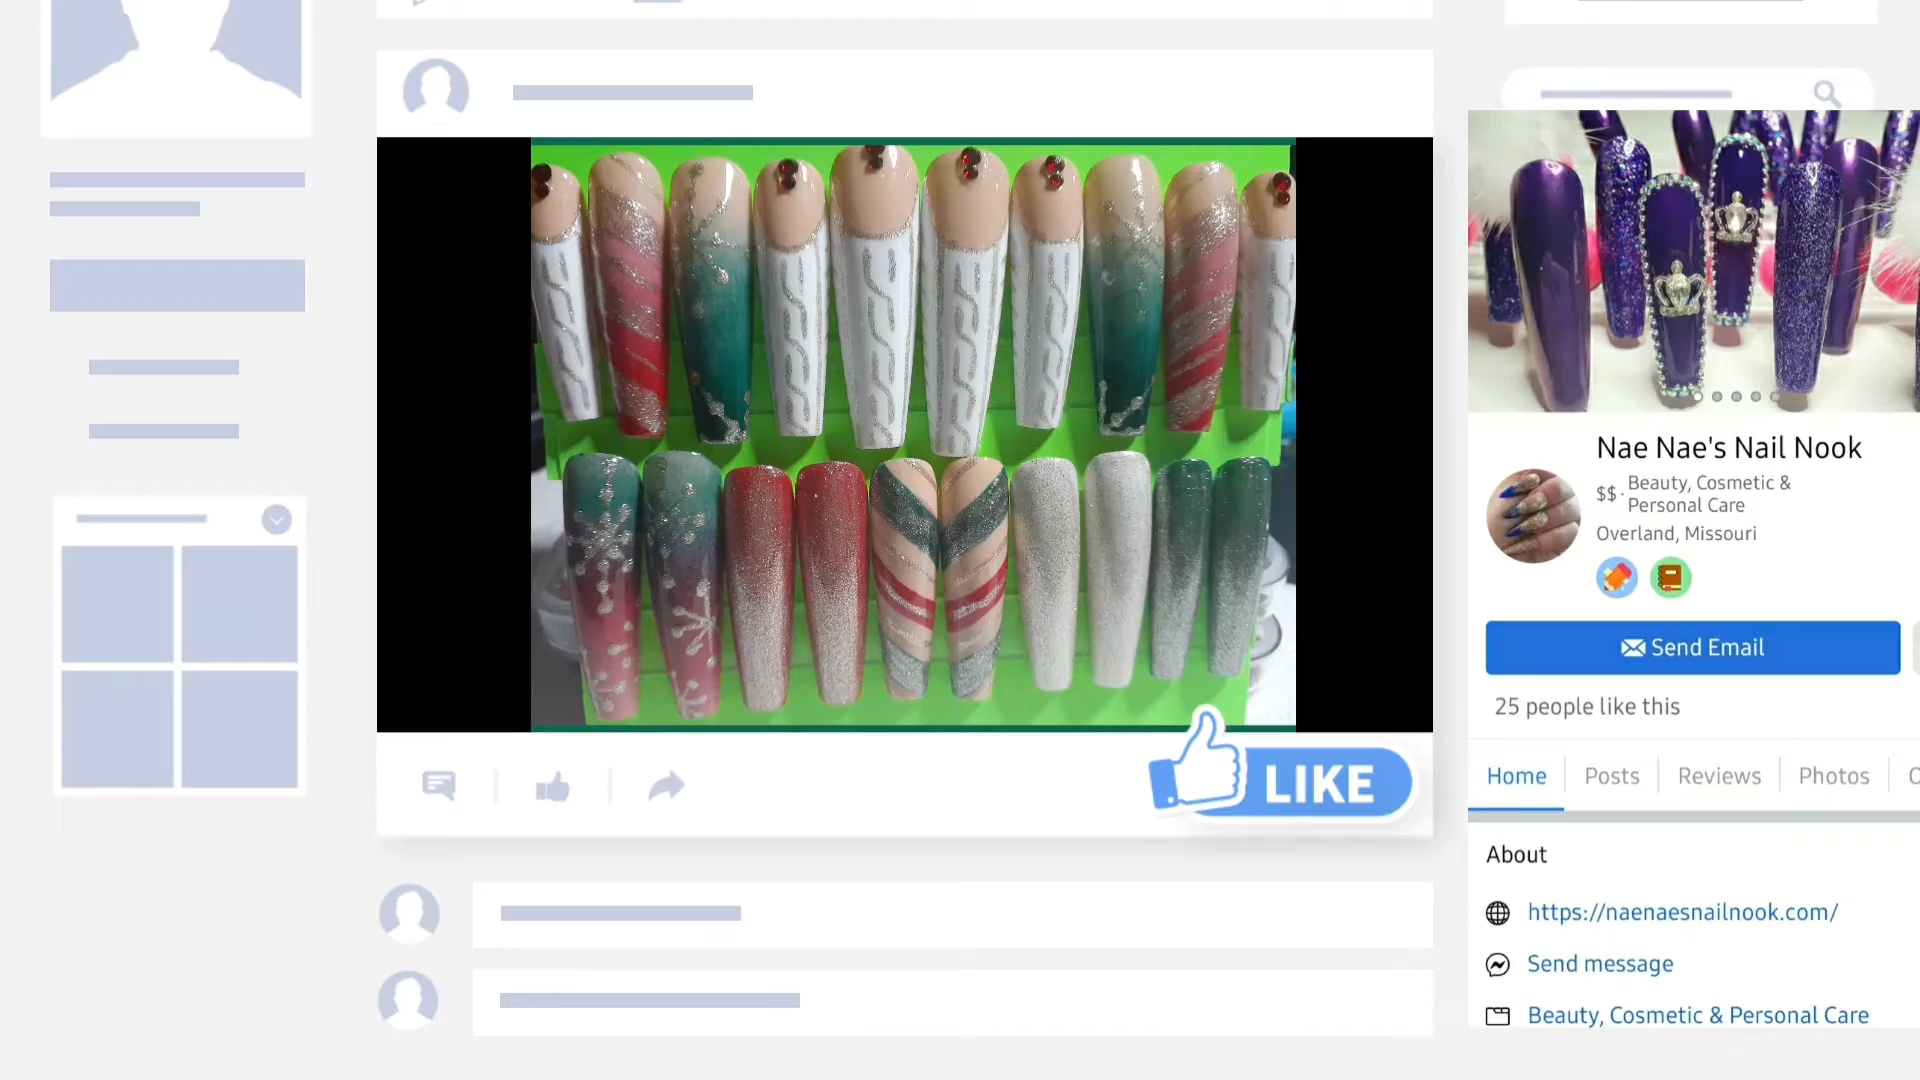 LIKE
Nae Nae's Nail Nook
$$ · Beauty, Cosmetic &
Personal Care
Overland, Missouri
Send Email
25 people like this
Home Posts Reviews Photos
About
https://naenaesnailnook.com/
Send message
Beauty, Cosmetic & Personal Care